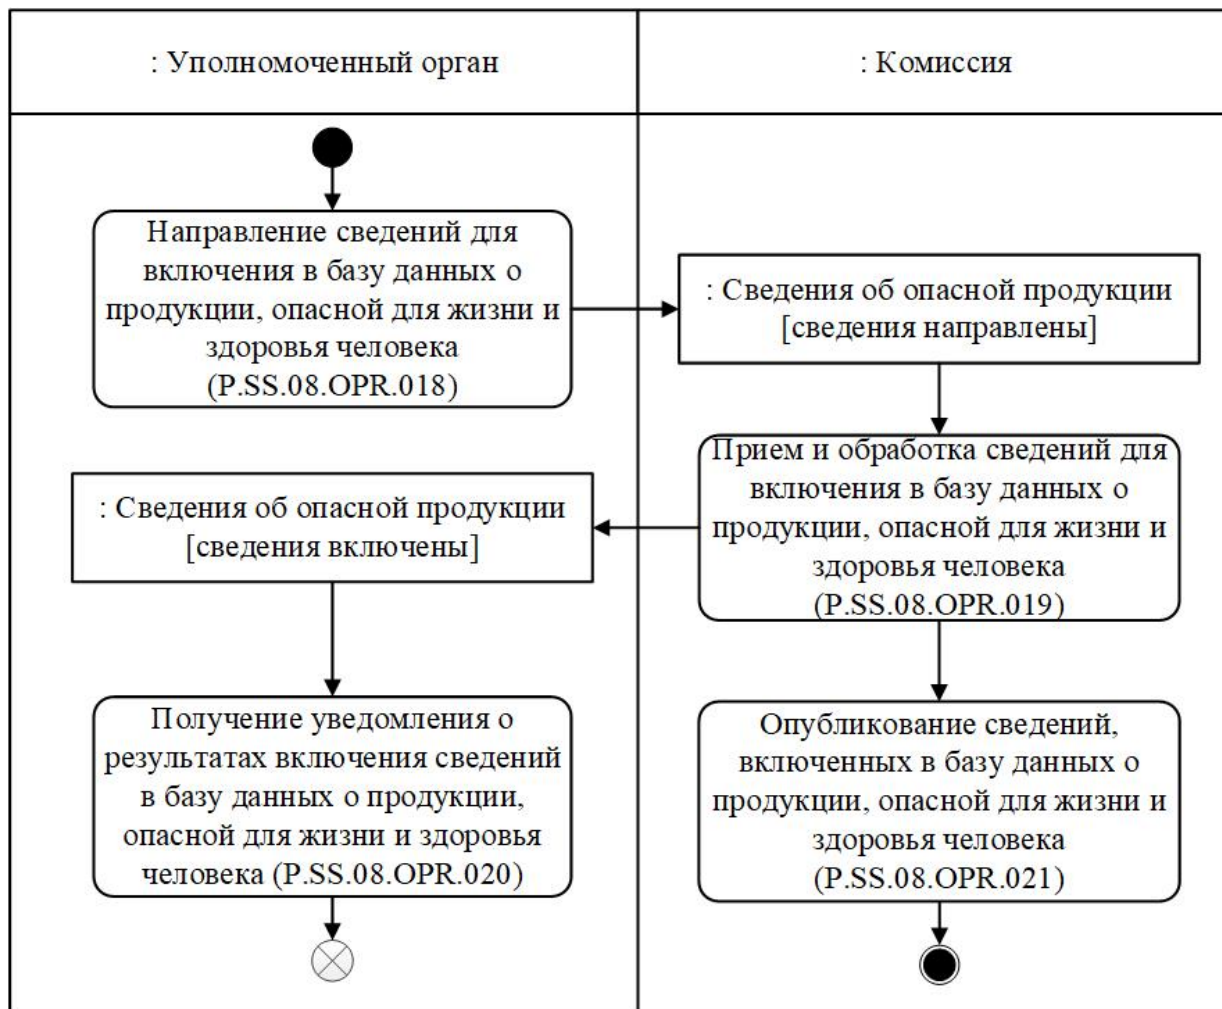 : Уполномоченный орган
: Комиссия
Направление сведений для
включения в базу данных о
продукции, опасной для жизни и
здоровья человека
(P.SS.08.OPR.018)
: Сведения об опасной продукции
[сведения направлены]
Прием и обработка сведений для
включения в базу данных о
продукции, опасной для жизни и
здоровья человека
(P.SS.08.OPR.019)
: Сведения об опасной продукции
[сведения включены]
Получение уведомления о
результатах включения сведений
в базу данных о продукции,
опасной для жизни и здоровья
человека (P.SS.08.OPR.020)
Опубликование сведений,
включенных в базу данных о
продукции, опасной для жизни и
здоровья человека
(P.SS.08.OPR.021)